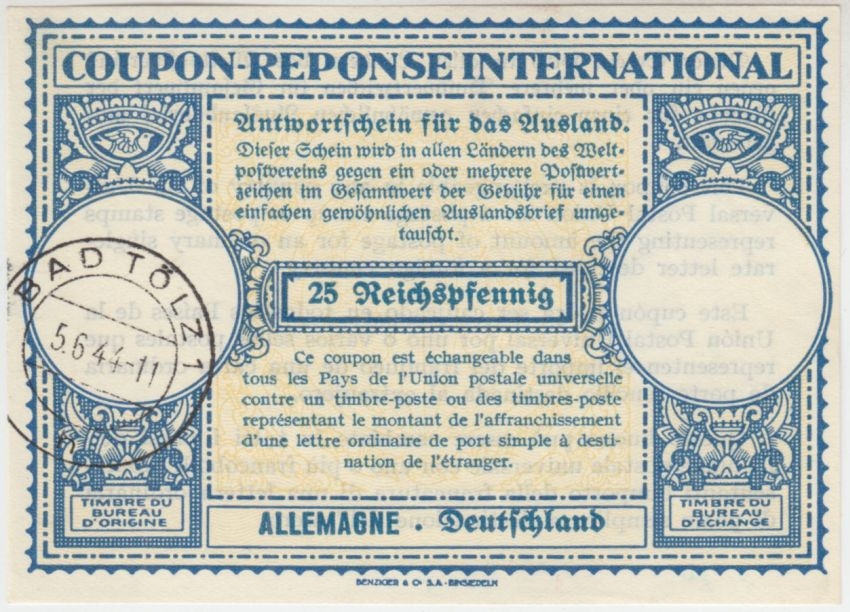 COUPON-REPONSE INTERNATIONAL
Antwortschein für das Ausland.
Dieser Schein wird in allen Ländern des Welt-
postvereins gegen ein oder mehrere Postwert-
zeichen im Gesamtwert der Gebühr für einen
einfachen gewöhnlichen Auslandsbrief umge-
tauscht.
BAD TÖLZ 1
5.6.44.-11
n
25 Reichspfennig
Ce coupon est échangeable dans
tous les Pays de l'Union postale universelle
contre un timbre-poste ou des timbres-poste
représentant le montant de l'affranchissement
d'une lettre ordinaire de port simple à desti-
nation de l'étranger.
TIMBRE DU
BUREAU
D'ORIGINE
ALLEMAGNE · Deutschland
TIMBRE DU
BUREAU
D'ÉCHANGE
BENZIGER & Co S.A. - EINSIEDELN